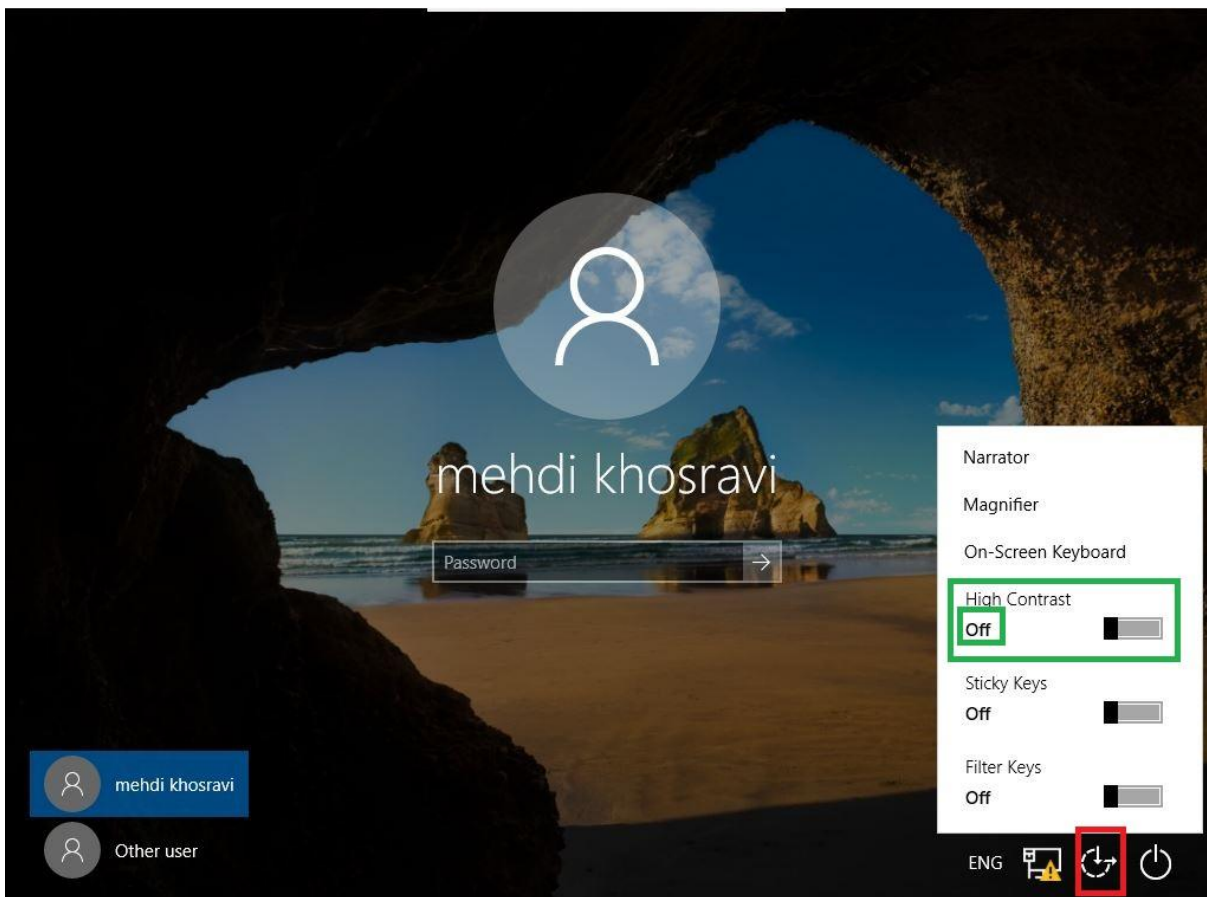 mehdi khosravi
Password
Narrator
Magnifier
On-Screen Keyboard
High Contrast
Off
Sticky Keys
Off
Filter Keys
Off
mehdi khosravi
Other user
ENG